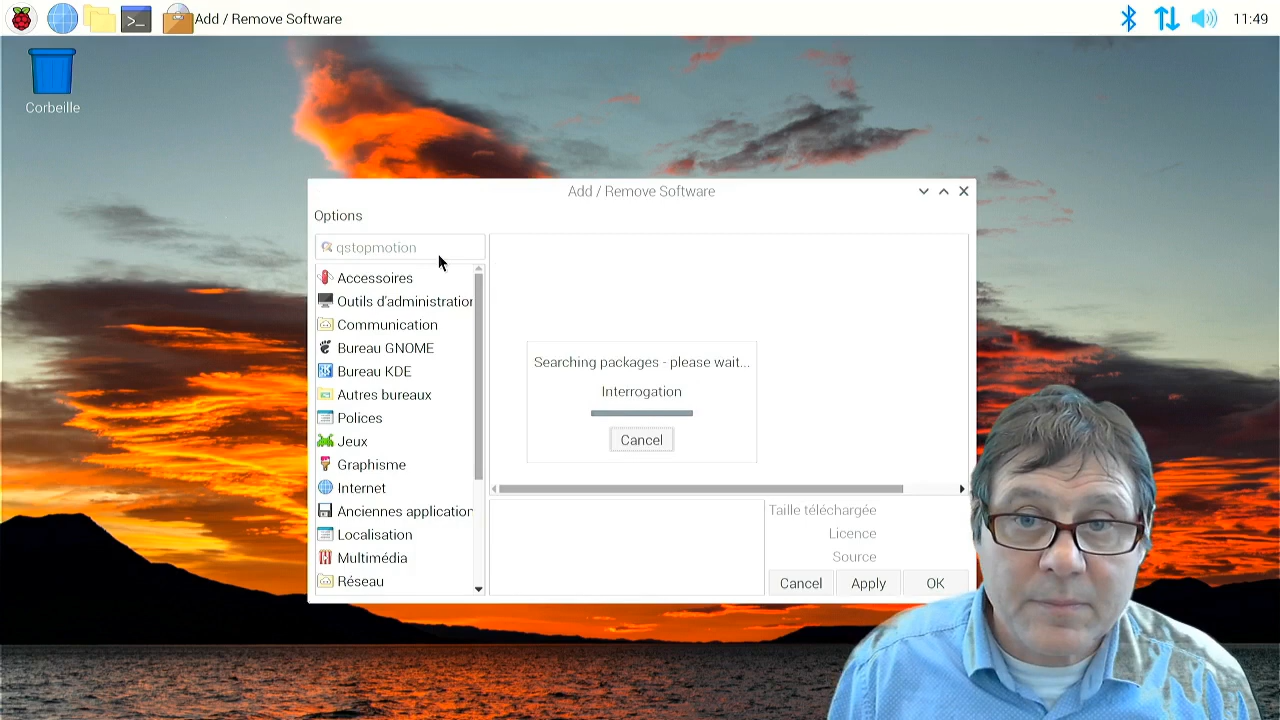 Add / Remove Software
11:49
Corbeille
Add / Remove Software
Options
qstopmotion
Accessoires
Outils d'administration
Communication
Bureau GNOME
Bureau KDE
Autres bureaux
Polices
Jeux
Graphisme
Internet
Anciennes application
Localisation
Multimédia
Réseau
Searching packages - please wait...
Interrogation
Cancel
Taille téléchargée
Licence
Source
Cancel
Apply
OK